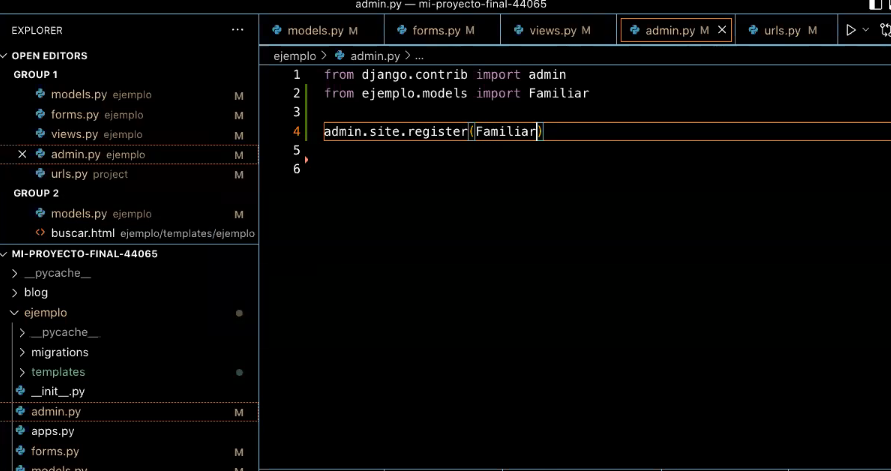 admin.py — mi-proyecto-final-44065
EXPLORER ...
OPEN EDITORS
GROUP 1
models.py ejemplo M
forms.py ejemplo M
views.py ejemplo M
admin.py ejemplo M
urls.py project M
GROUP 2
models.py ejemplo M
buscar.html ejemplo/templates/ejemplo
MI-PROYECTO-FINAL-44065
__pycache__
blog
ejemplo
__pycache__
migrations
templates
__init__.py
admin.py M
apps.py
forms.py M
models.py M
models.py M forms.py M views.py M admin.py M urls.py M
ejemplo > admin.py > ...
1 from django.contrib import admin
2 from ejemplo.models import Familiar
3
4 admin.site.register(Familiar)
5
6